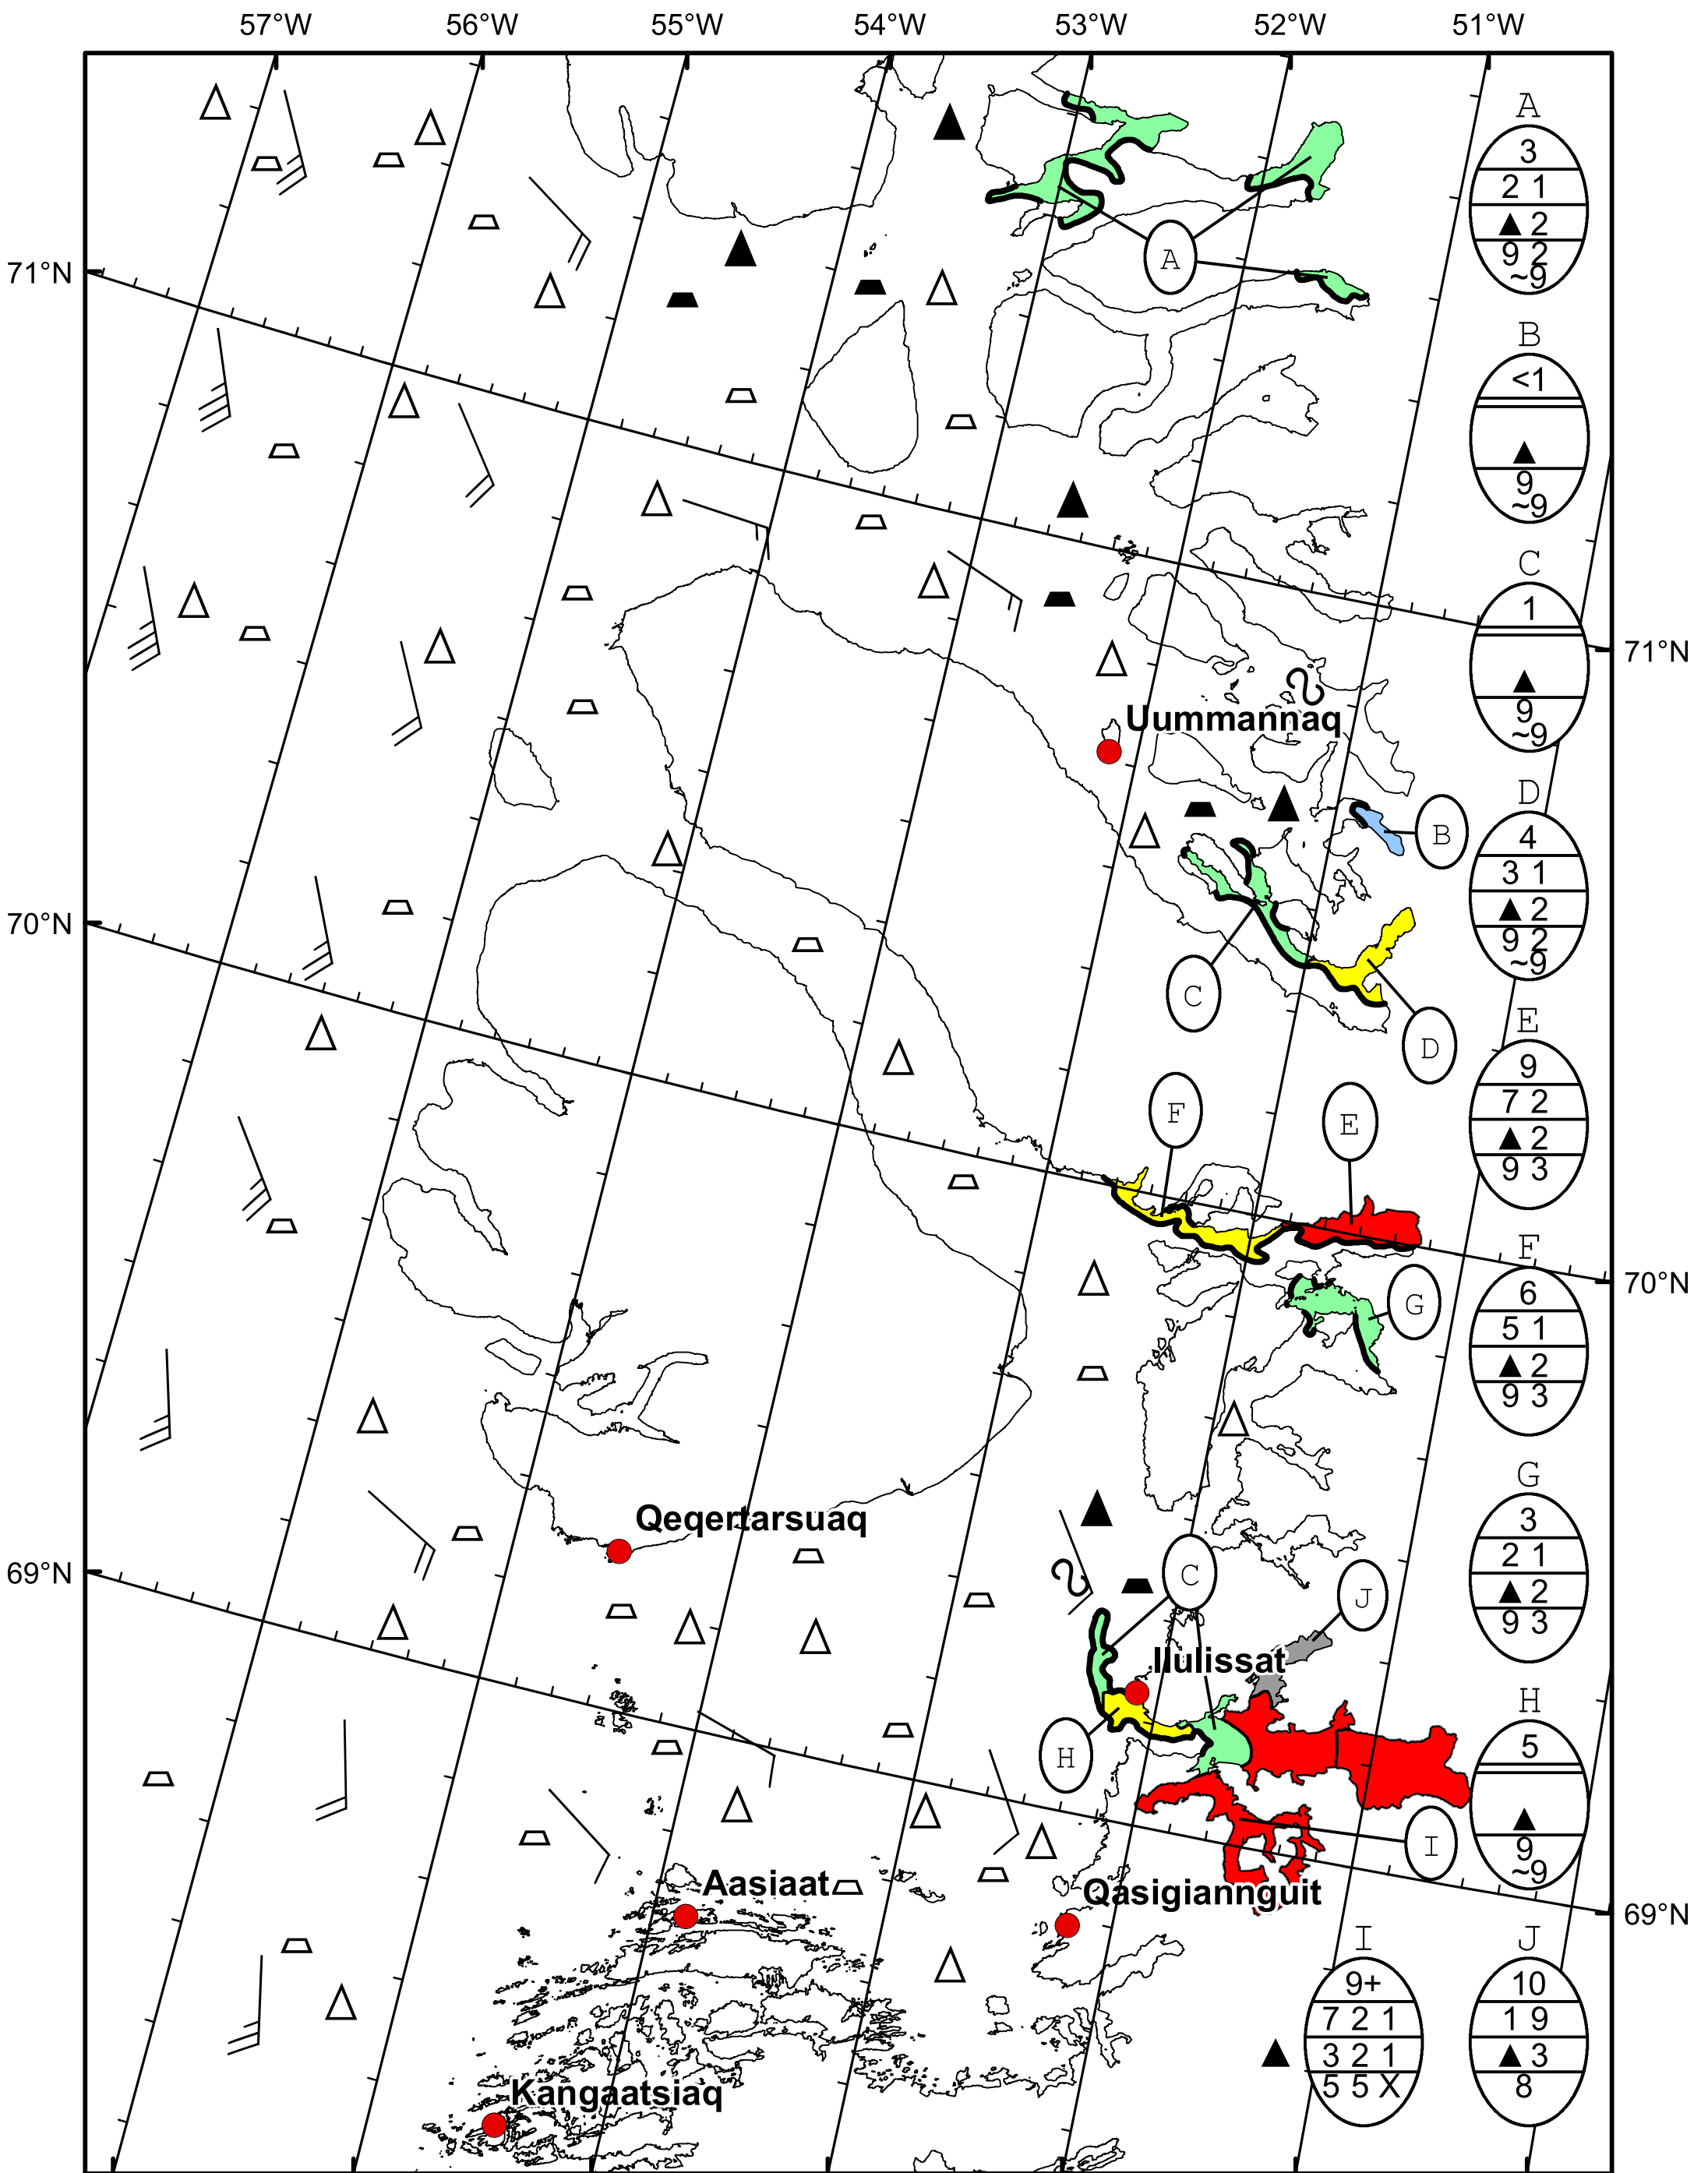 57°W 56°W 55°W 54°W 53°W 52°W 51°W
A
3
2 1
▲ 2
9 2
~9
A
71°N
B
<1
▲
9
~9
C
1
▲
9
~9
71°N
Uummannaq
D
4
3 1
▲ 2
9 2
~9
B
70°N
C
D
E
9
7 2
▲ 2
9 3
F
E
F
6
5 1
▲ 2
9 3
70°N
G
G
3
2 1
▲ 2
9 3
Qeqertarsuaq
69°N
C
J
Ilulissat
H
5
▲
9
~9
H
I
Aasiaat
Qasigiannguit
69°N
I
9+
7 2 1
▲ 3 2 1
5 5 X
J
10
1 9
▲ 3
8
Kangaatsiaq